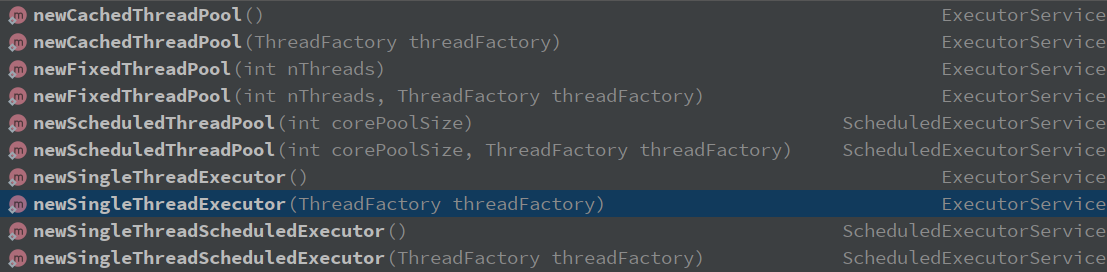 newCachedThreadPool() ExecutorService
newCachedThreadPool(ThreadFactory threadFactory) ExecutorService
newFixedThreadPool(int nThreads) ExecutorService
newFixedThreadPool(int nThreads, ThreadFactory threadFactory) ExecutorService
newScheduledThreadPool(int corePoolSize) ScheduledExecutorService
newScheduledThreadPool(int corePoolSize, ThreadFactory threadFactory) ScheduledExecutorService
newSingleThreadExecutor() ExecutorService
newSingleThreadExecutor(ThreadFactory threadFactory) ExecutorService
newSingleThreadScheduledExecutor() ScheduledExecutorService
newSingleThreadScheduledExecutor(ThreadFactory threadFactory) ScheduledExecutorService